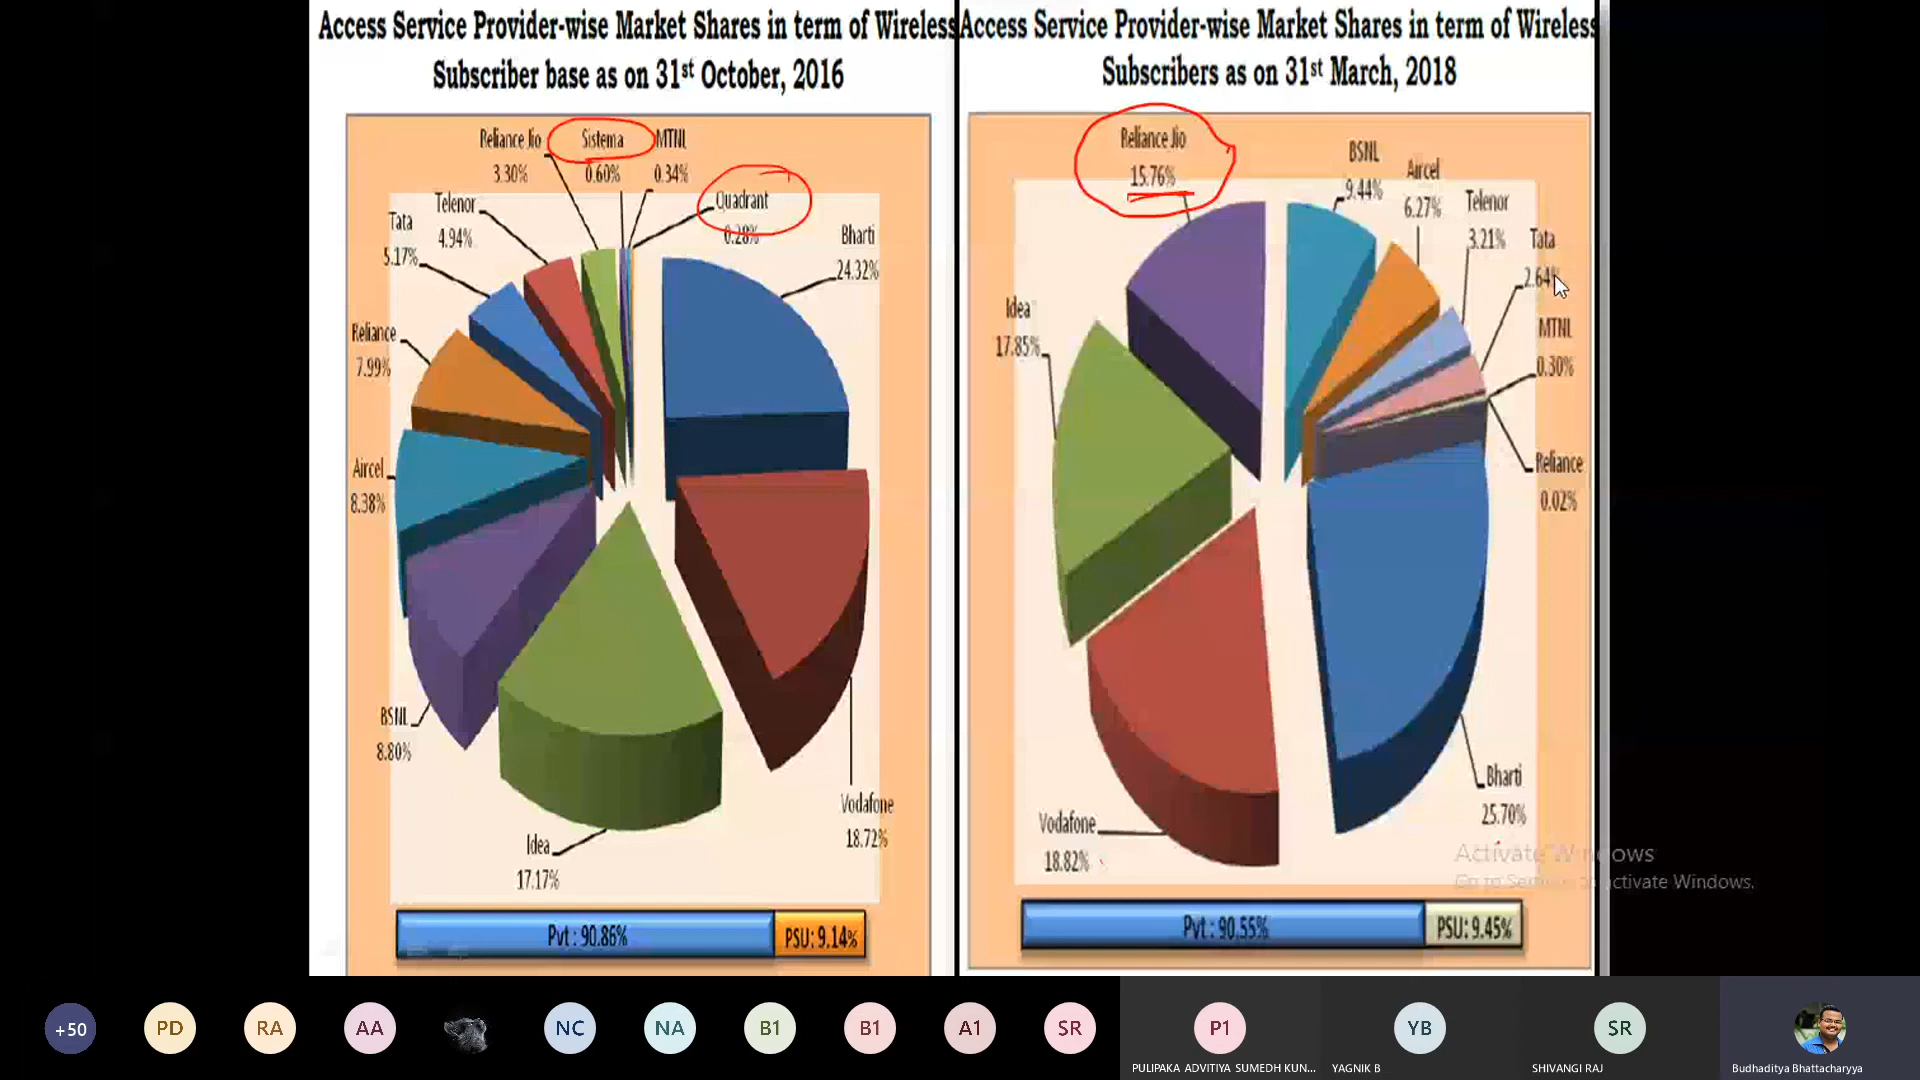 Access Service Provider-wise Market Shares in term of Wireless
Subscriber base as on 31st October, 2016
Reliance Jio
3.30%
Sistema
0.60%
MTNL
0.34%
Quadrant
0.28%
Telenor
4.94%
Tata
5.17%
Bharti
24.32%
Reliance
7.99%
Aircel
8.38%
BSNL
8.80%
Idea
17.17%
Vodafone
18.72%
Pvt : 90.86%
PSU: 9.14%
Access Service Provider-wise Market Shares in term of Wireless
Subscribers as on 31st March, 2018
Reliance Jio
15.76%
BSNL
9.44%
Aircel
6.27%
Telenor
3.21%
Tata
2.64%
MTNL
0.30%
Idea
17.85%
Reliance
0.02%
Bharti
25.70%
Vodafone
18.82%
Pvt : 90.55%
PSU: 9.45%
Activate Windows
Go to activate Windows.
+50
PD
RA
AA
NC
NA
B1
B1
A1
SR
P1
YB
SR
PULIPAKA ADVITIYA SUMEDH KUN...
YAGNIK B
SHIVANGI RAJ
Budhaditya Bhattacharyya